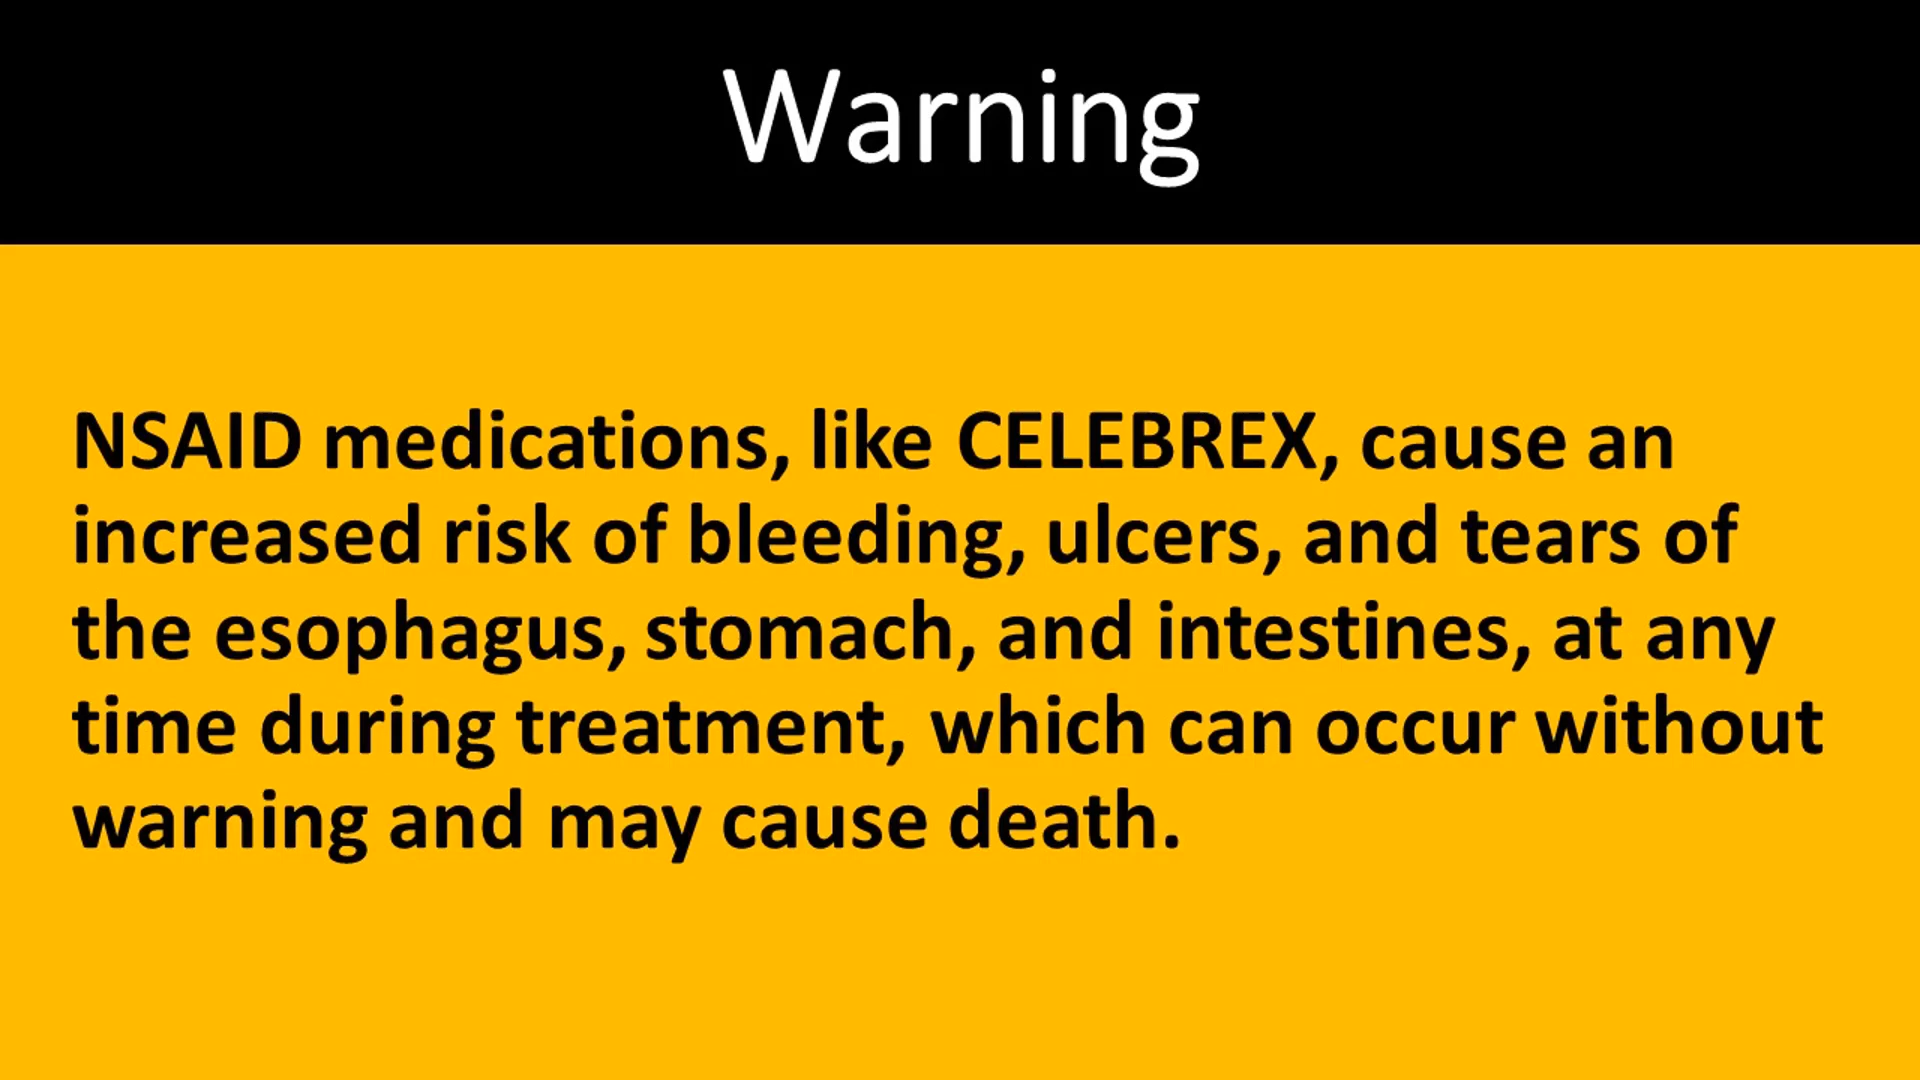 Warning
NSAID medications, like CELEBREX, cause an
increased risk of bleeding, ulcers, and tears of
the esophagus, stomach, and intestines, at any
time during treatment, which can occur without
warning and may cause death.